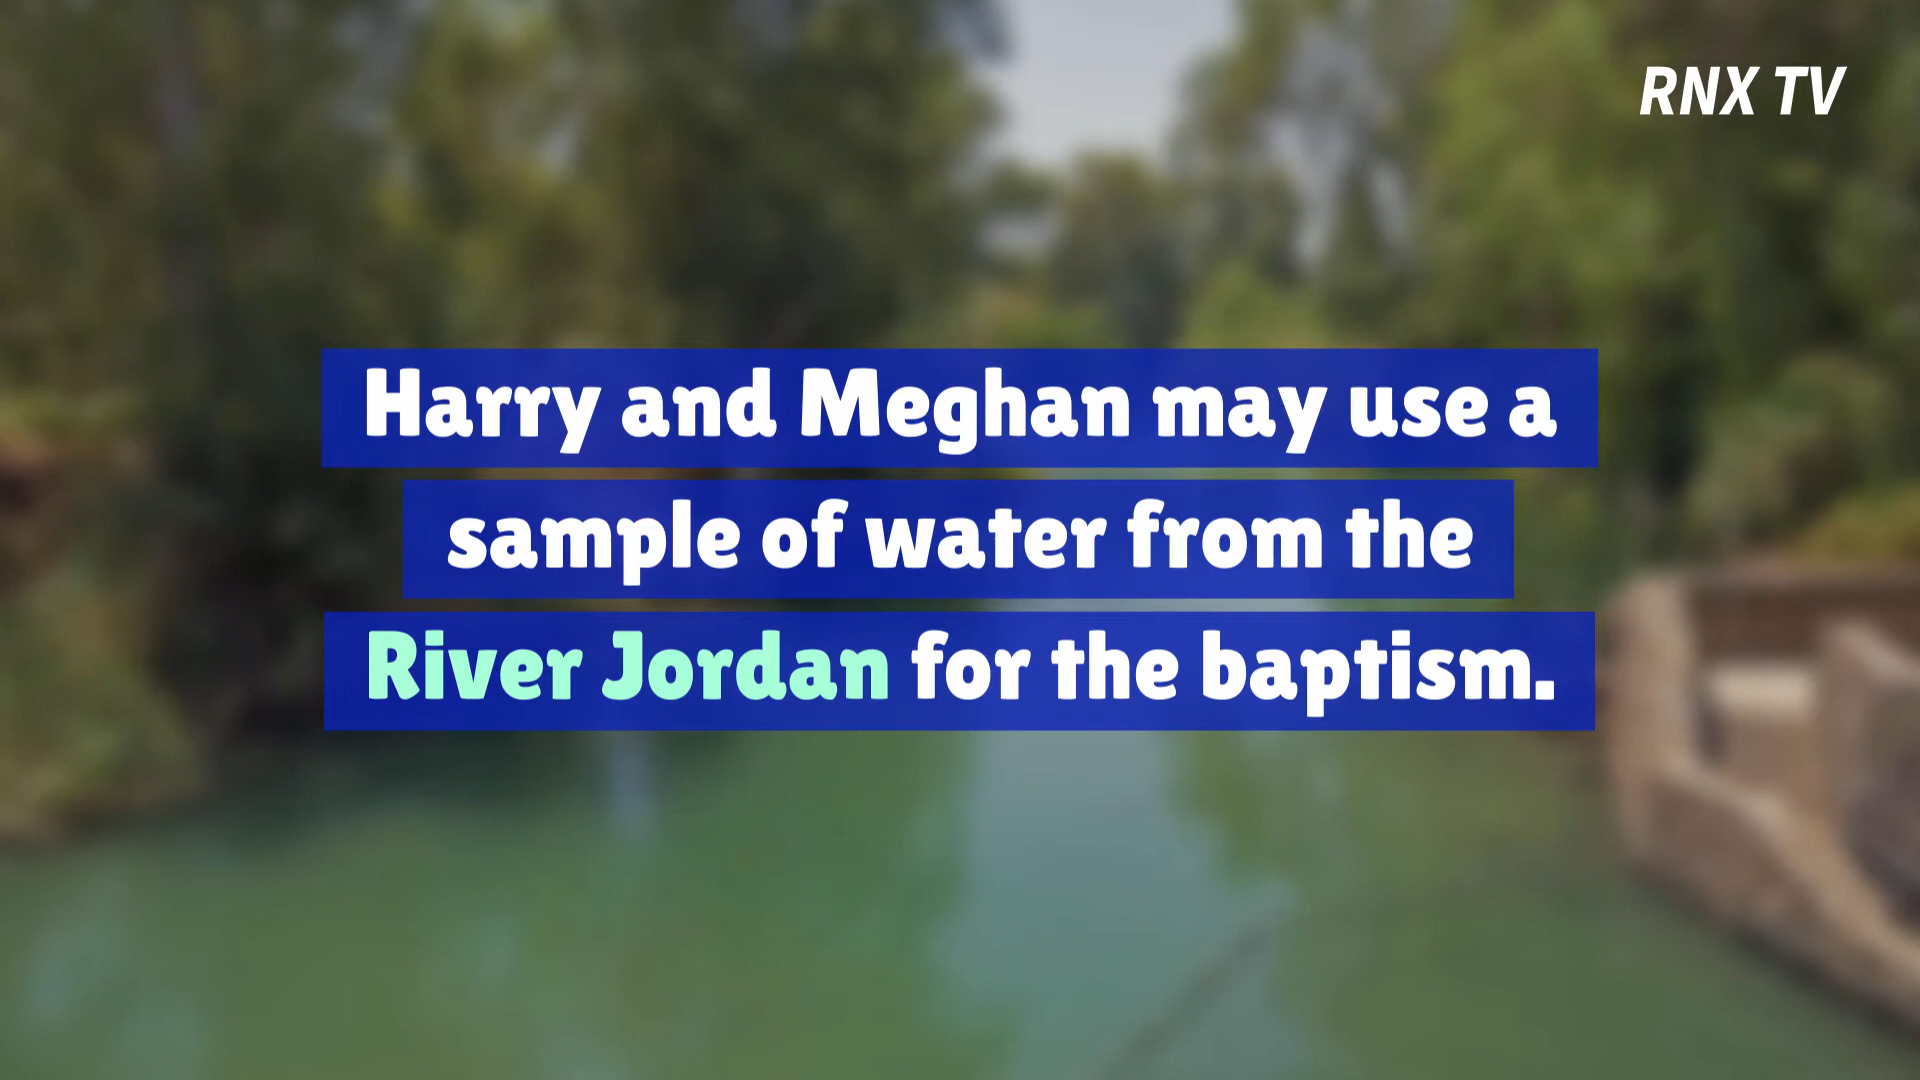 RNX TV
Harry and Meghan may use a
sample of water from the
River Jordan for the baptism.